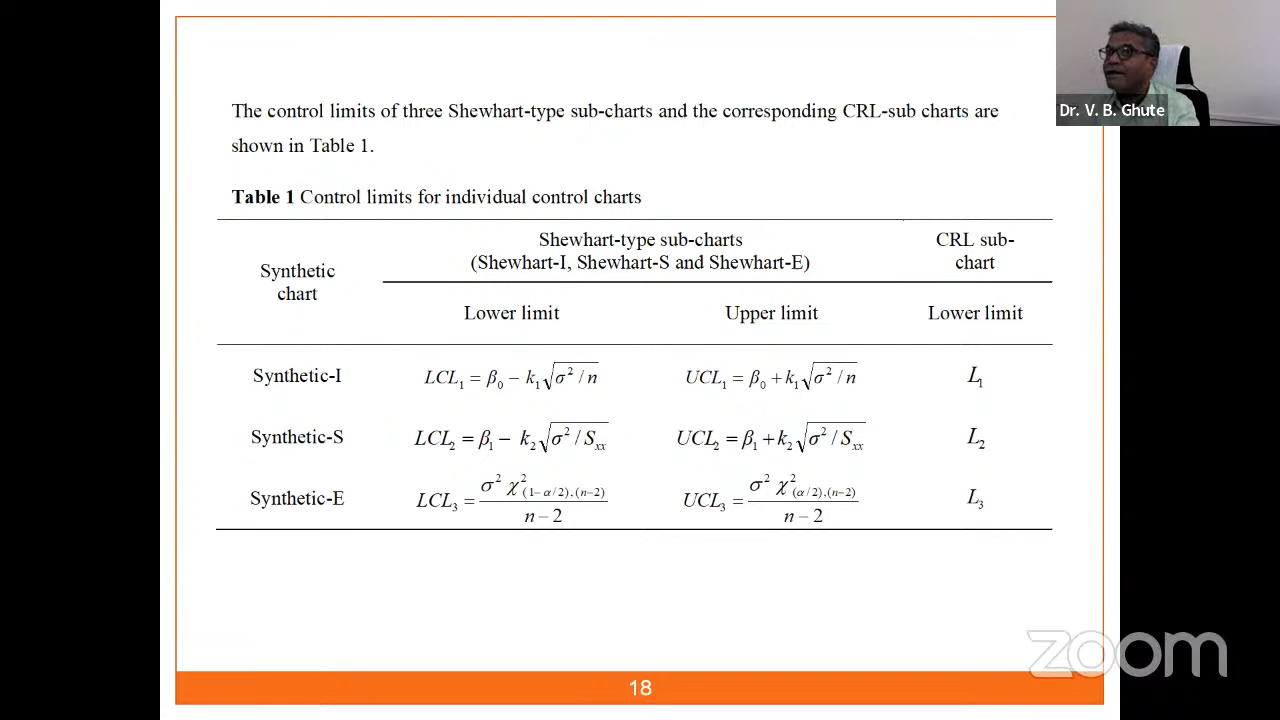 The control limits of three Shewhart-type sub-charts and the corresponding CRL-sub charts are
shown in Table 1.
Table 1 Control limits for individual control charts
Synthetic
chart
Shewhart-type sub-charts
(Shewhart-I, Shewhart-S and Shewhart-E)
CRL sub-
chart
Lower limit Upper limit Lower limit
Synthetic-I LCL₁ = β₀ − k₁√(σ² / n) UCL₁ = β₀ + k₁√(σ² / n) L₁
Synthetic-S LCL₂ = β₁ − k₂√(σ² / Sₓₓ) UCL₂ = β₁ + k₂√(σ² / Sₓₓ) L₂
Synthetic-E LCL₃ = σ² χ²₍₁₋α/₂₎,₍ₙ₋₂₎ / n − 2 UCL₃ = σ² χ²₍α/₂₎,₍ₙ₋₂₎ / n − 2 L₃
18
Dr. V. B. Ghute
zoom